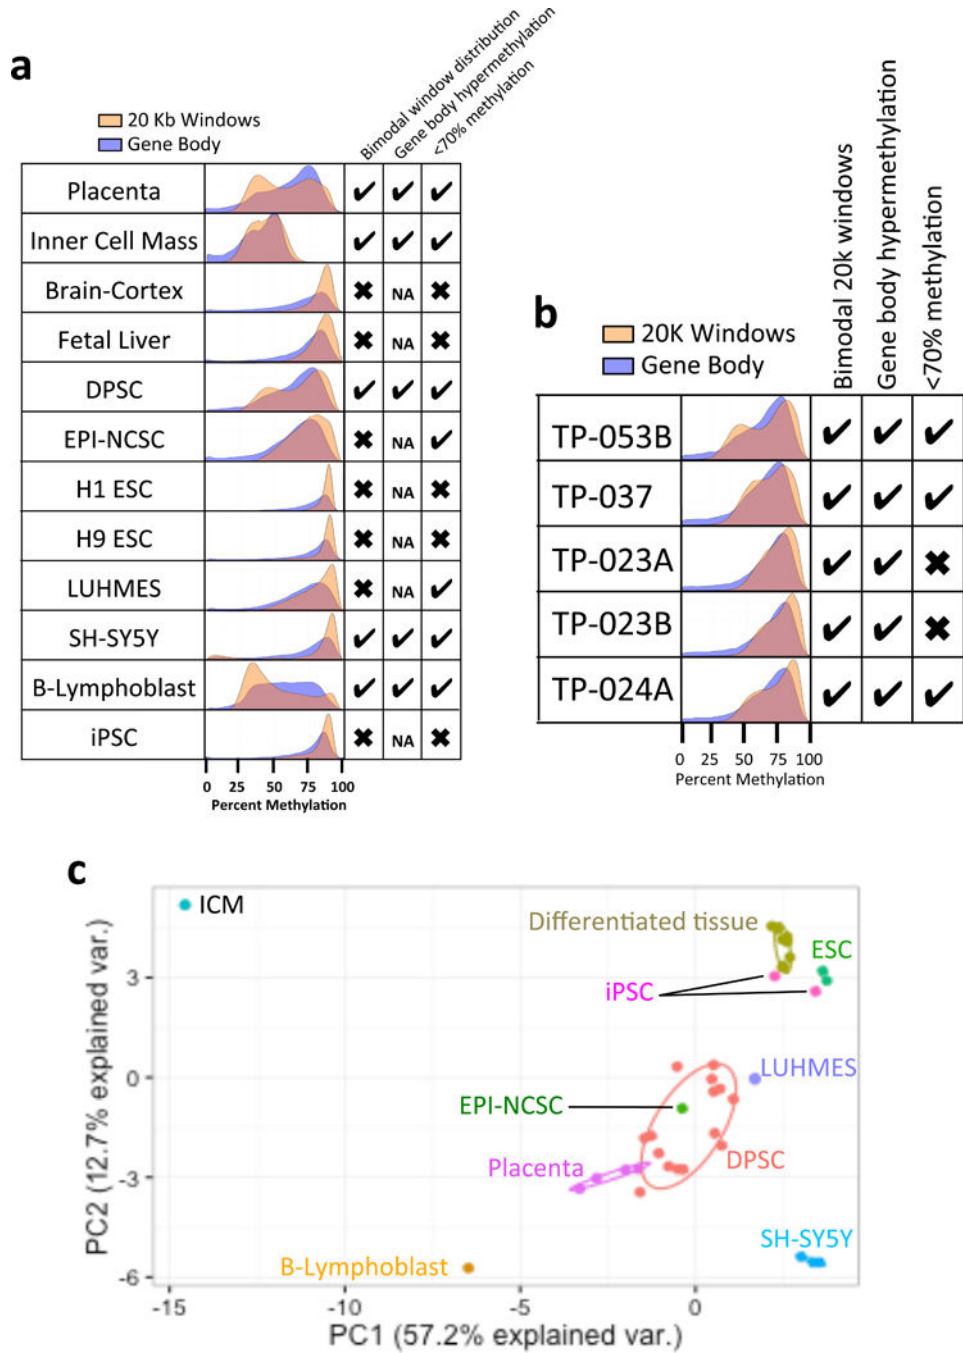 a
Bimodal window distribution
Gene body hypermethylation
<70% methylation
20 Kb Windows
Gene Body
Placenta
Inner Cell Mass
Brain-Cortex NA
Fetal Liver NA
DPSC
EPI-NCSC NA
H1 ESC NA
H9 ESC NA
LUHMES NA
SH-SY5Y
B-Lymphoblast
iPSC NA
0 25 50 75 100
Percent Methylation
b
Bimodal 20k windows
Gene body hypermethylation
<70% methylation
20K Windows
Gene Body
TP-053B
TP-037
TP-023A
TP-023B
TP-024A
0 25 50 75 100
Percent Methylation
c
ICM
Differentiated tissue
ESC
iPSC
LUHMES
EPI-NCSC
Placenta
DPSC
SH-SY5Y
B-Lymphoblast
3
0
-3
-6
PC2 (12.7% explained var.)
-15 -10 -5 0
PC1 (57.2% explained var.)